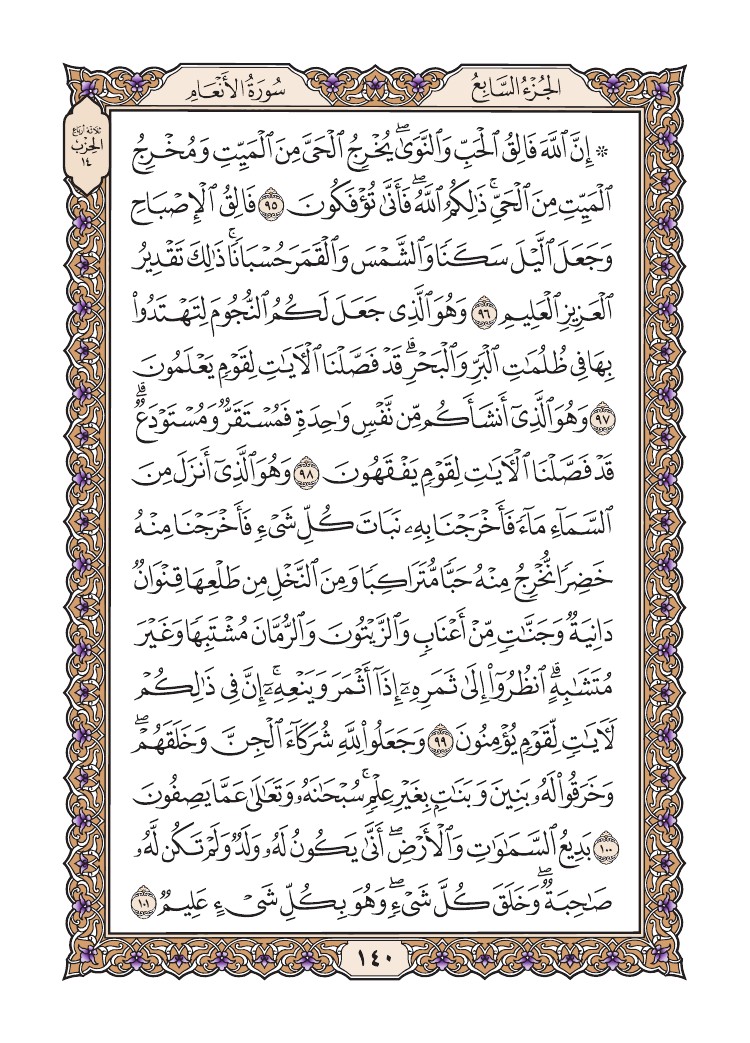 الجُزْءُ السَّابِعُ
سُورَةُ الأَنْعَامِ
ثلاثة أرباع
الحِزْب
١٤
۞ إِنَّ ٱللَّهَ فَالِقُ ٱلْحَبِّ وَٱلنَّوَىٰۖ يُخْرِجُ ٱلْحَىَّ مِنَ ٱلْمَيِّتِ وَمُخْرِجُ
ٱلْمَيِّتِ مِنَ ٱلْحَىِّۚ ذَٰلِكُمُ ٱللَّهُۖ فَأَنَّىٰ تُؤْفَكُونَ ٩٥ فَالِقُ ٱلْإِصْبَاحِ
وَجَعَلَ ٱلَّيْلَ سَكَنًا وَٱلشَّمْسَ وَٱلْقَمَرَ حُسْبَانًاۚ ذَٰلِكَ تَقْدِيرُ
ٱلْعَزِيزِ ٱلْعَلِيمِ ٩٦ وَهُوَ ٱلَّذِى جَعَلَ لَكُمُ ٱلنُّجُومَ لِتَهْتَدُوا۟
بِهَا فِى ظُلُمَٰتِ ٱلْبَرِّ وَٱلْبَحْرِۗ قَدْ فَصَّلْنَا ٱلْـَٔايَٰتِ لِقَوْمٍ يَعْلَمُونَ
٩٧ وَهُوَ ٱلَّذِىٓ أَنشَأَكُم مِّن نَّفْسٍ وَٰحِدَةٍ فَمُسْتَقَرٌّ وَمُسْتَوْدَعٌۗ
قَدْ فَصَّلْنَا ٱلْـَٔايَٰتِ لِقَوْمٍ يَفْقَهُونَ ٩٨ وَهُوَ ٱلَّذِىٓ أَنزَلَ مِنَ
ٱلسَّمَآءِ مَآءً فَأَخْرَجْنَا بِهِۦ نَبَاتَ كُلِّ شَىْءٍ فَأَخْرَجْنَا مِنْهُ
خَضِرًا نُّخْرِجُ مِنْهُ حَبًّا مُّتَرَاكِبًا وَمِنَ ٱلنَّخْلِ مِن طَلْعِهَا قِنْوَانٌ
دَانِيَةٌ وَجَنَّٰتٍ مِّنْ أَعْنَابٍ وَٱلزَّيْتُونَ وَٱلرُّمَّانَ مُشْتَبِهًا وَغَيْرَ
مُتَشَٰبِهٍۗ ٱنظُرُوٓا۟ إِلَىٰ ثَمَرِهِۦٓ إِذَآ أَثْمَرَ وَيَنْعِهِۦٓۚ إِنَّ فِى ذَٰلِكُمْ
لَـَٔايَٰتٍ لِّقَوْمٍ يُؤْمِنُونَ ٩٩ وَجَعَلُوا۟ لِلَّهِ شُرَكَآءَ ٱلْجِنَّ وَخَلَقَهُمْۖ
وَخَرَقُوا۟ لَهُۥ بَنِينَ وَبَنَٰتٍۭ بِغَيْرِ عِلْمٍۚ سُبْحَٰنَهُۥ وَتَعَٰلَىٰ عَمَّا يَصِفُونَ
١٠٠ بَدِيعُ ٱلسَّمَٰوَٰتِ وَٱلْأَرْضِۖ أَنَّىٰ يَكُونُ لَهُۥ وَلَدٌ وَلَمْ تَكُن لَّهُۥ
صَٰحِبَةٌۖ وَخَلَقَ كُلَّ شَىْءٍۖ وَهُوَ بِكُلِّ شَىْءٍ عَلِيمٌ ١٠١
١٤٠